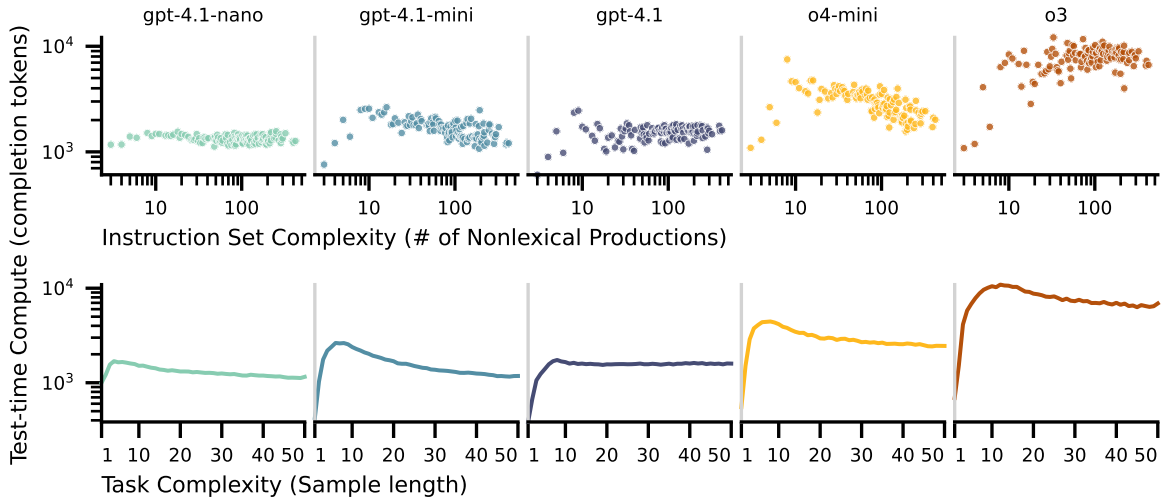 gpt-4.1-nano gpt-4.1-mini gpt-4.1 o4-mini o3
Test-time Compute (completion tokens)
10⁴
10³
10 100 10 100 10 100 10 100 10 100
Instruction Set Complexity (# of Nonlexical Productions)
10⁴
10³
1 10 20 30 40 50 1 10 20 30 40 50 1 10 20 30 40 50 1 10 20 30 40 50 1 10 20 30 40 50
Task Complexity (Sample length)